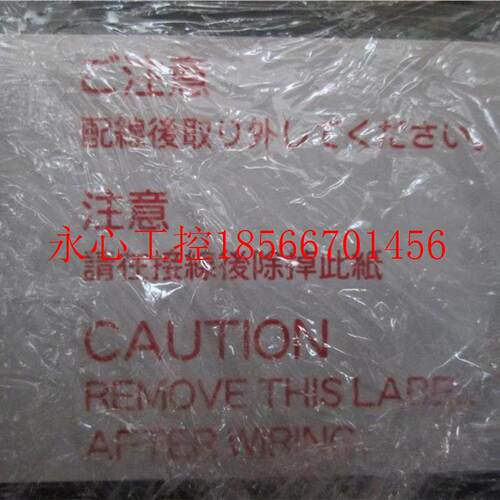 ご注意
配線後取り外してください。
注意
永心工控18566701456
請在接線後除掉此紙
CAUTION
REMOVE THIS LABEL
AFTER WIRING.